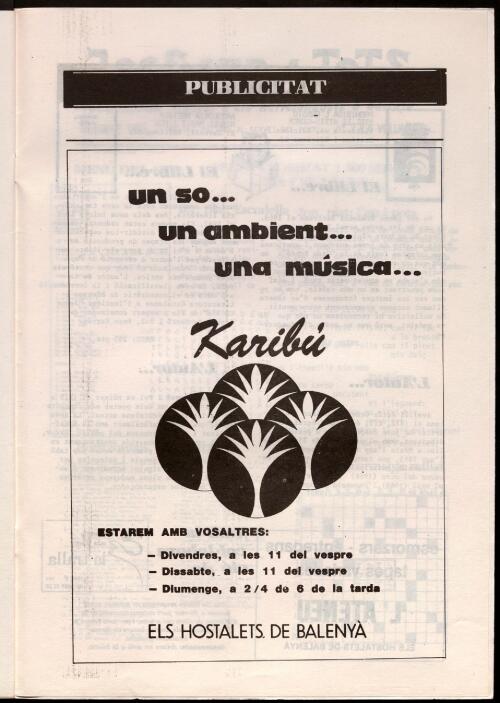 PUBLICITAT
un so...
un ambient...
una música...
Karibú
ESTAREM AMB VOSALTRES:
— Divendres, a les 11 del vespre
— Dissabte, a les 11 del vespre
— Diumenge, a 2/4 de 6 de la tarda
ELS HOSTALETS DE BALENYÀ